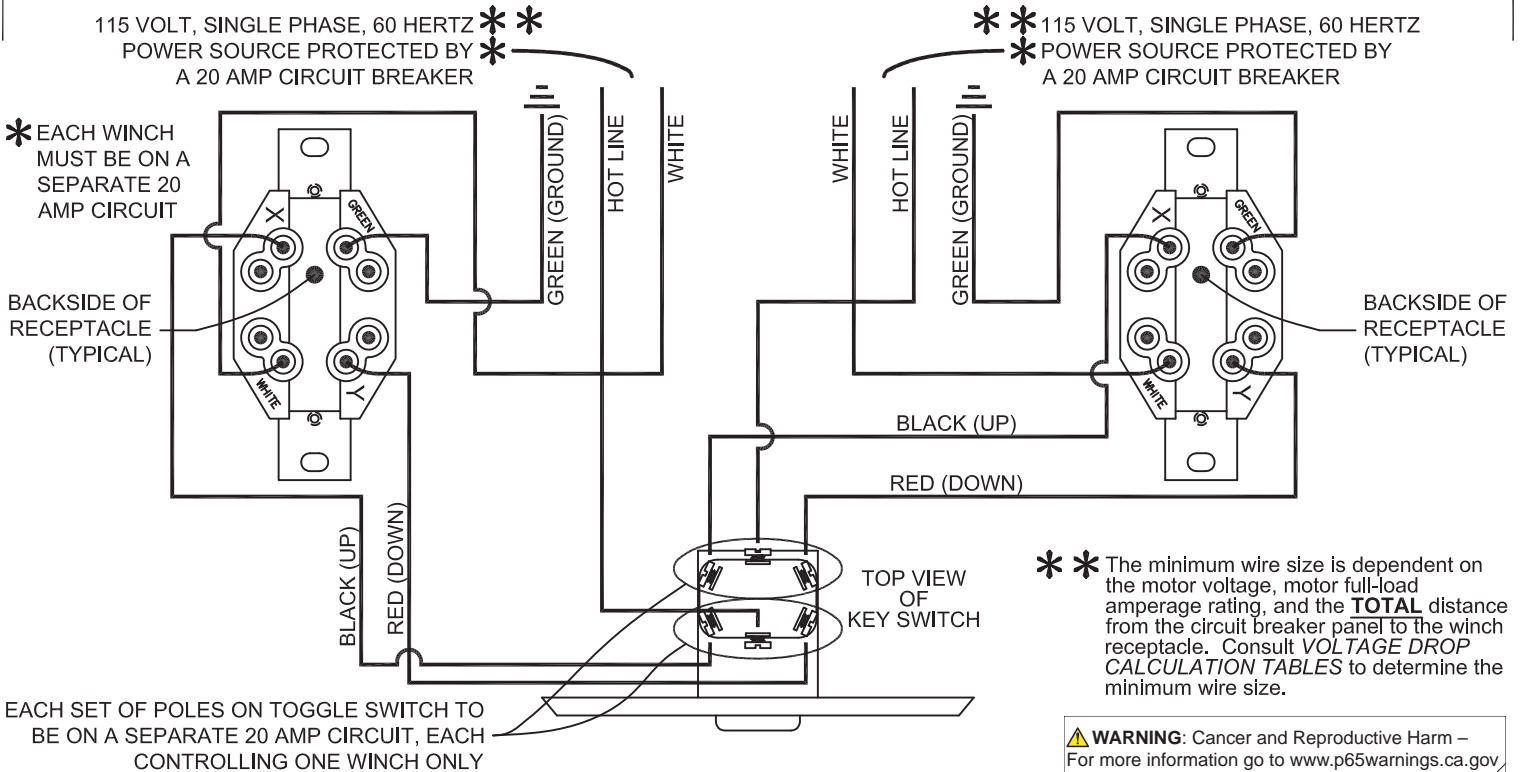 115 VOLT, SINGLE PHASE, 60 HERTZ * *
POWER SOURCE PROTECTED BY *
A 20 AMP CIRCUIT BREAKER
* * 115 VOLT, SINGLE PHASE, 60 HERTZ
* POWER SOURCE PROTECTED BY
A 20 AMP CIRCUIT BREAKER
* EACH WINCH
MUST BE ON A
SEPARATE 20
AMP CIRCUIT
GREEN (GROUND)
HOT LINE
WHITE
WHITE
HOT LINE
GREEN (GROUND)
X
GREEN
WHITE
Y
X
GREEN
WHITE
Y
BACKSIDE OF
RECEPTACLE
(TYPICAL)
BACKSIDE OF
RECEPTACLE
(TYPICAL)
BLACK (UP)
RED (DOWN)
BLACK (UP)
RED (DOWN)
TOP VIEW
OF
KEY SWITCH
* * The minimum wire size is dependent on
the motor voltage, motor full-load
amperage rating, and the TOTAL distance
from the circuit breaker panel to the winch
receptacle. Consult VOLTAGE DROP
CALCULATION TABLES to determine the
minimum wire size.
EACH SET OF POLES ON TOGGLE SWITCH TO
BE ON A SEPARATE 20 AMP CIRCUIT, EACH
CONTROLLING ONE WINCH ONLY
WARNING: Cancer and Reproductive Harm –
For more information go to www.p65warnings.ca.gov